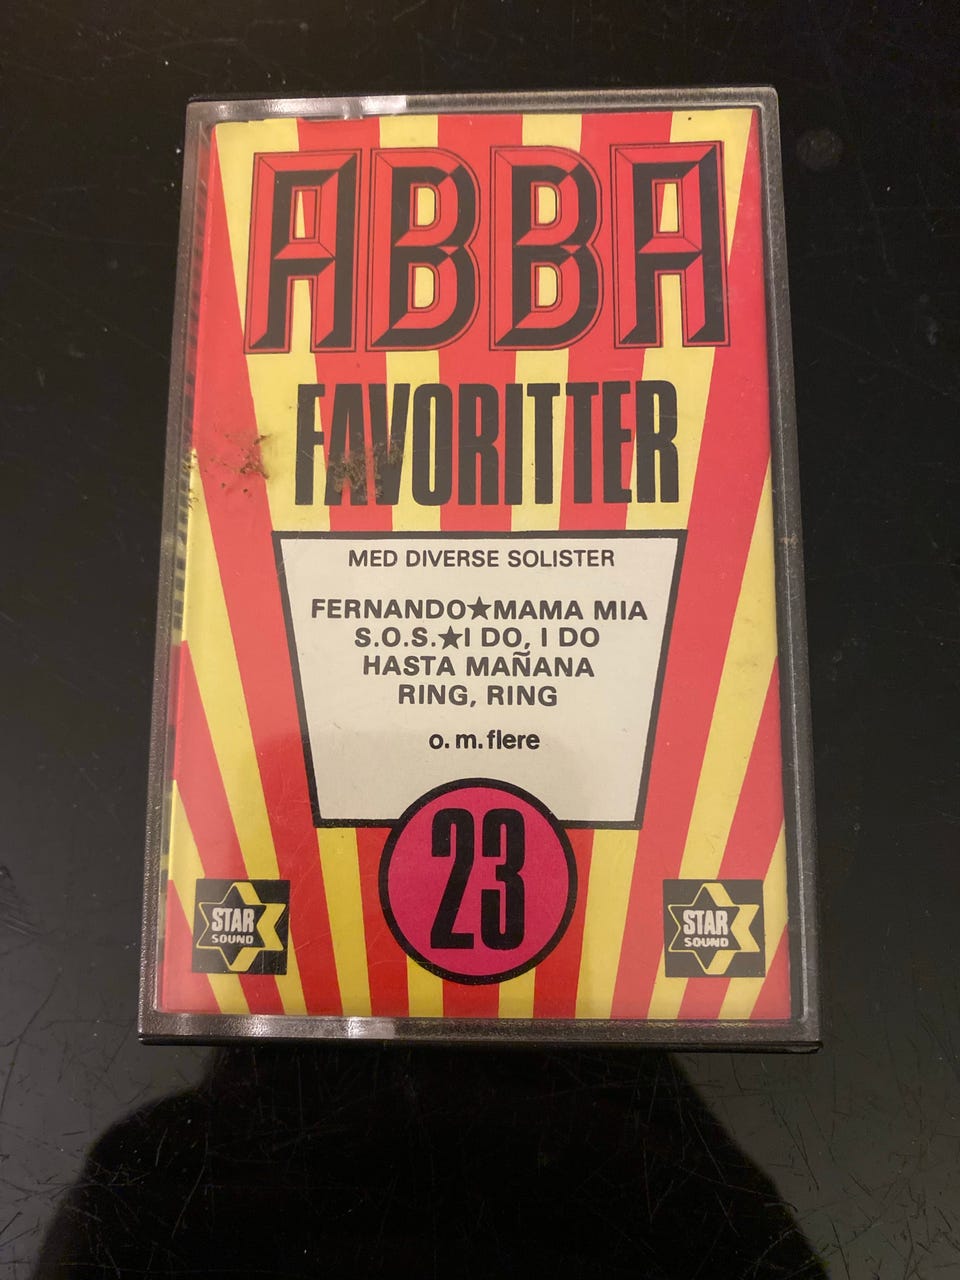 ABBA
FAVORITTER
MED DIVERSE SOLISTER
FERNANDO★MAMA MIA
S.O.S.★I DO, I DO
HASTA MAÑANA
RING, RING
o. m. flere
23
STAR
SOUND
STAR
SOUND